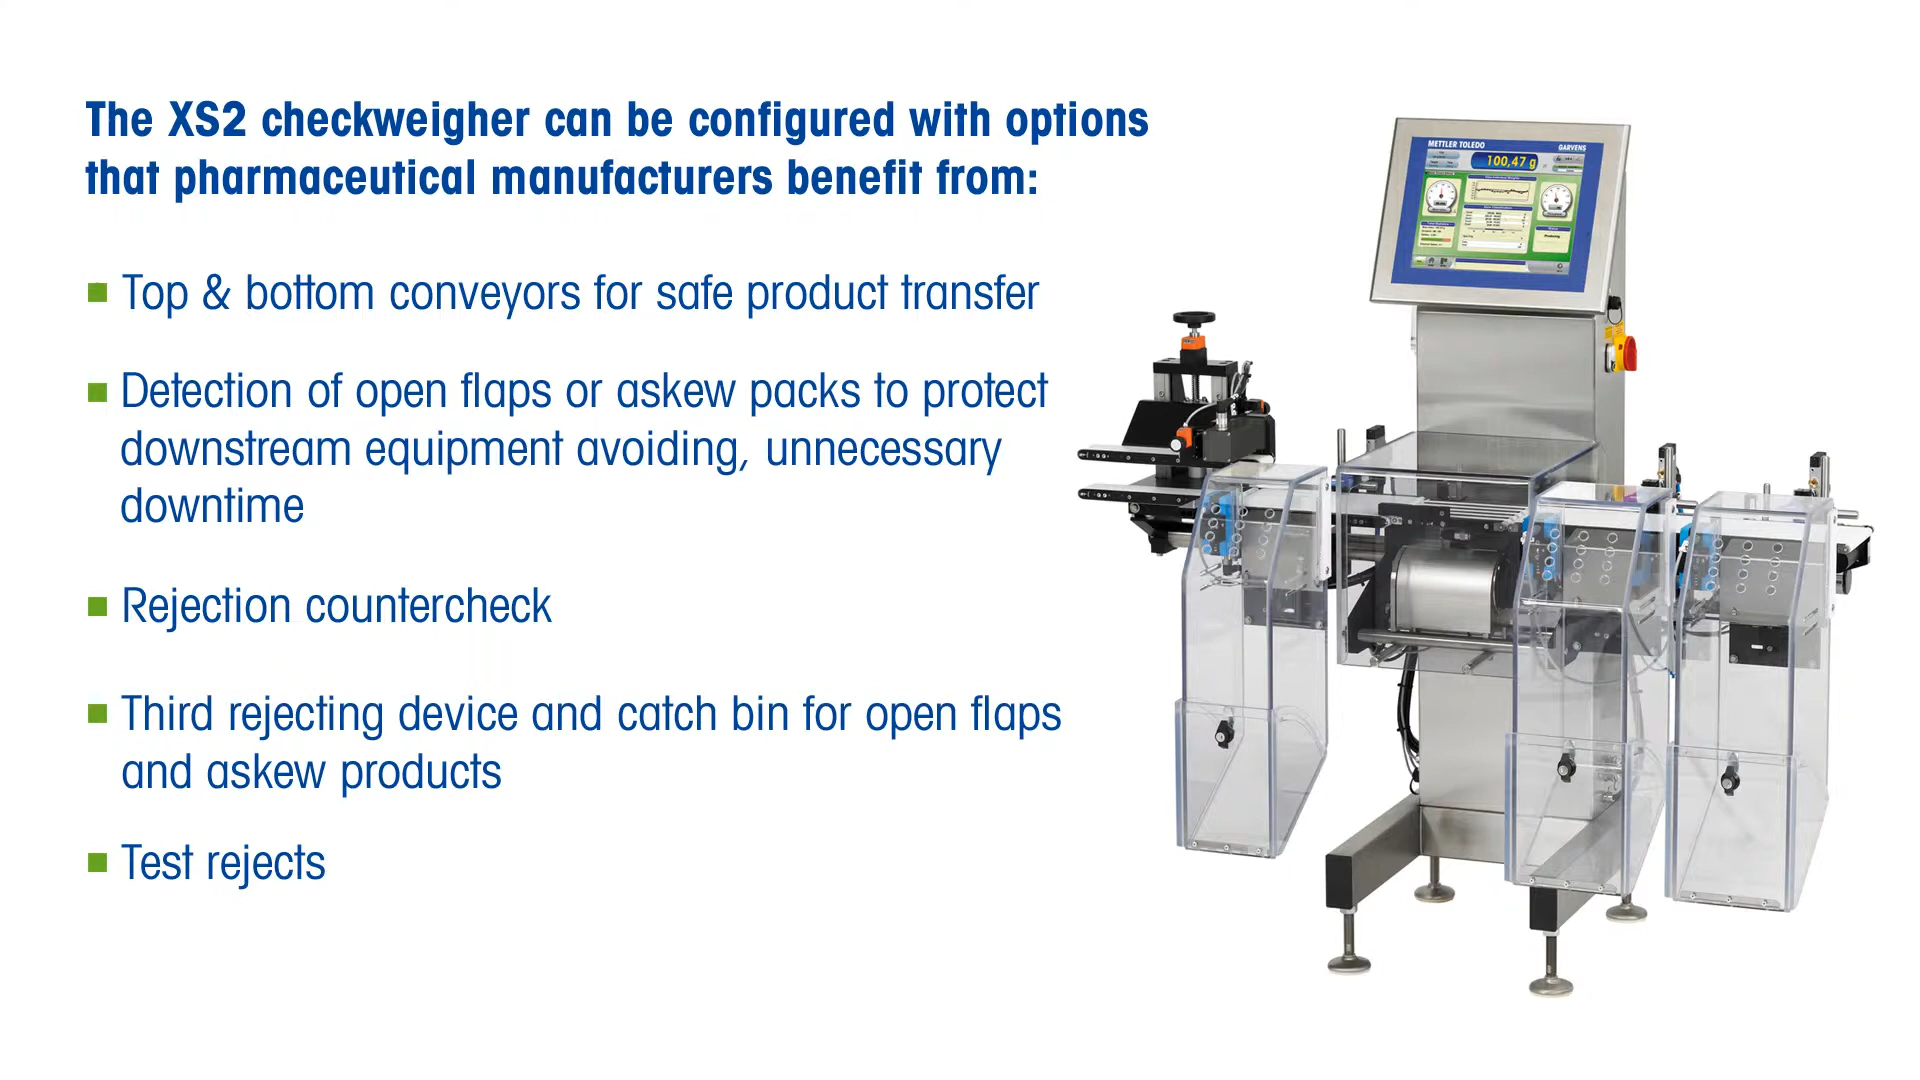 The XS2 checkweigher can be configured with options
that pharmaceutical manufacturers benefit from:
Top & bottom conveyors for safe product transfer
Detection of open flaps or askew packs to protect
downstream equipment avoiding, unnecessary
downtime
Rejection countercheck
Third rejecting device and catch bin for open flaps
and askew products
Test rejects
METTLER TOLEDO
GARVENS
100,47 g
Producing